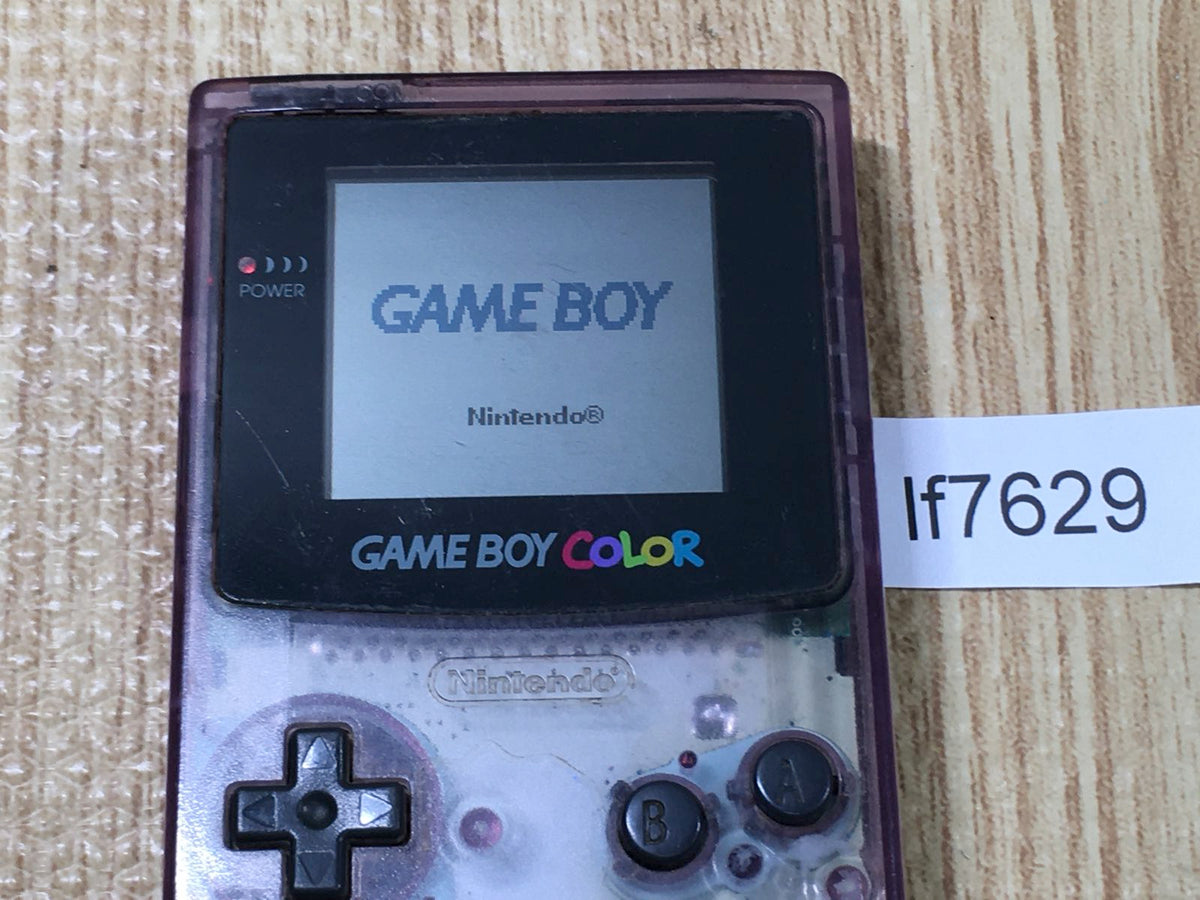 POWER
GAME BOY
Nintendo®
GAME BOY COLOR
Nintendo®
B
A
lf7629